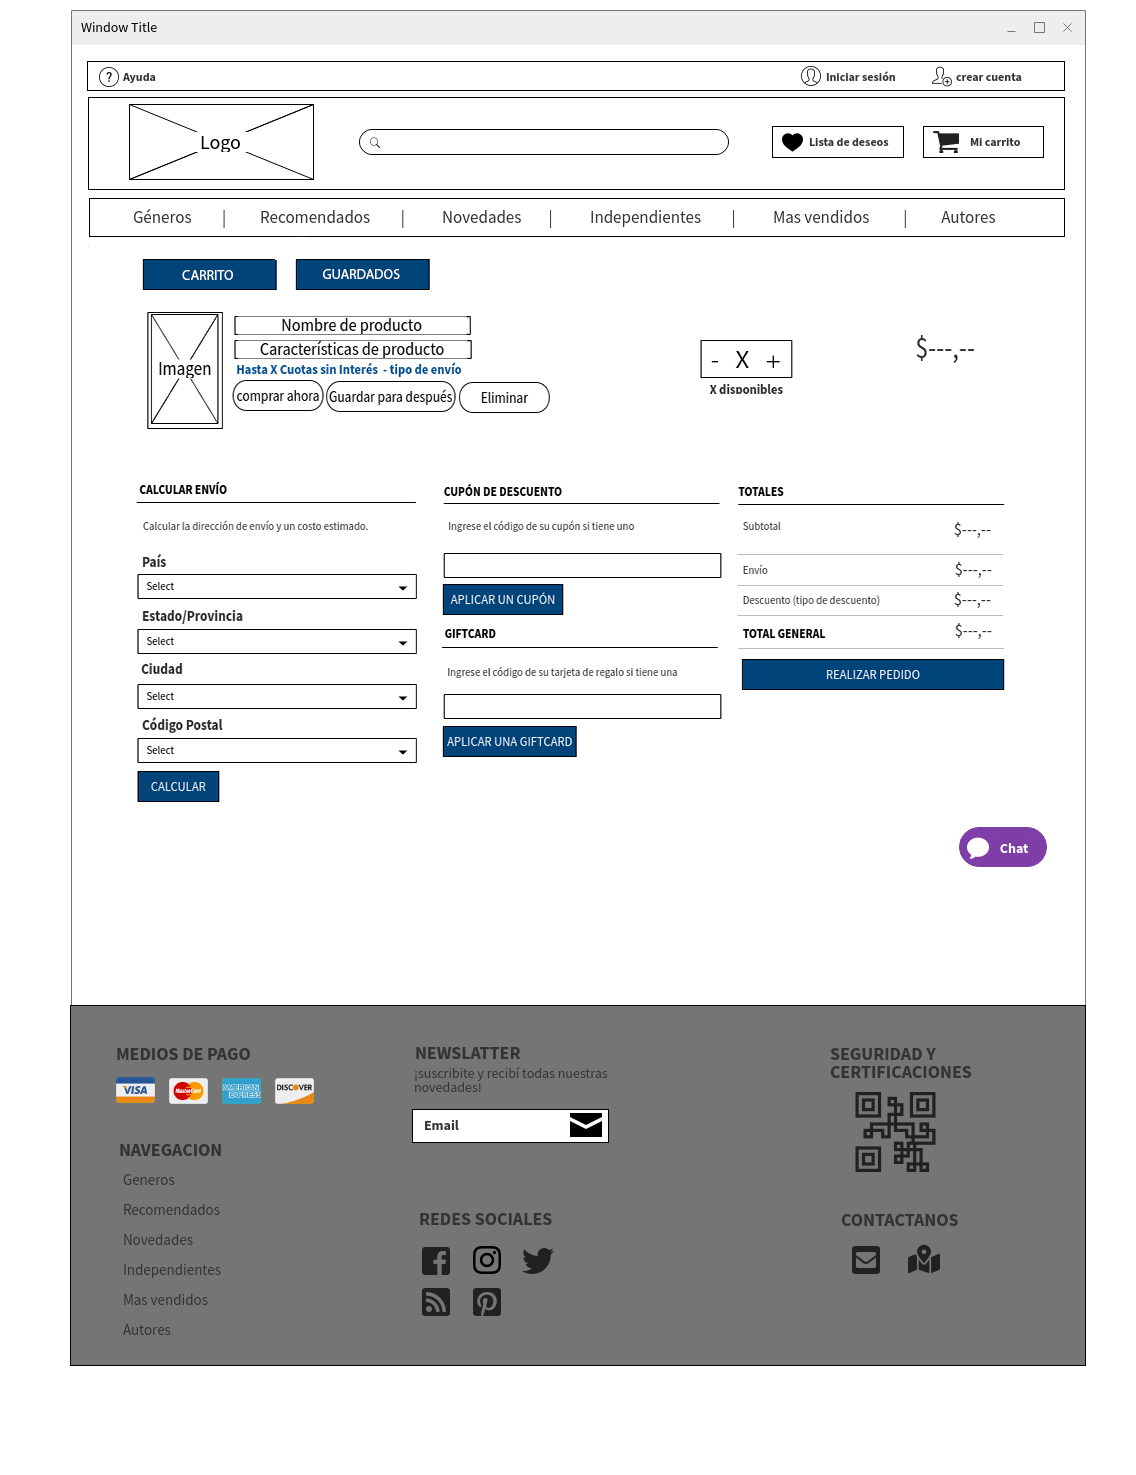 Window Title
? Ayuda
Iniciar sesión
crear cuenta
Logo
Lista de deseos
Mi carrito
Géneros | Recomendados | Novedades | Independientes | Mas vendidos | Autores
CARRITO
GUARDADOS
Imagen
Nombre de producto
Características de producto
Hasta X Cuotas sin Interés - tipo de envío
comprar ahora
Guardar para después
Eliminar
- X +
X disponibles
$---,--
CALCULAR ENVÍO
Calcular la dirección de envío y un costo estimado.
País
Select
Estado/Provincia
Select
Ciudad
Select
Código Postal
Select
CALCULAR
CUPÓN DE DESCUENTO
Ingrese el código de su cupón si tiene uno
APLICAR UN CUPÓN
GIFTCARD
Ingrese el código de su tarjeta de regalo si tiene una
APLICAR UNA GIFTCARD
TOTALES
Subtotal $---,--
Envío $---,--
Descuento (tipo de descuento) $---,--
TOTAL GENERAL $---,--
REALIZAR PEDIDO
Chat
MEDIOS DE PAGO
VISA
MasterCard
AMERICAN
EXPRESS
DISCOVER
NAVEGACION
Generos
Recomendados
Novedades
Independientes
Mas vendidos
Autores
NEWSLATTER
¡suscribite y recibí todas nuestras
novedades!
Email
REDES SOCIALES
SEGURIDAD Y
CERTIFICACIONES
CONTACTANOS